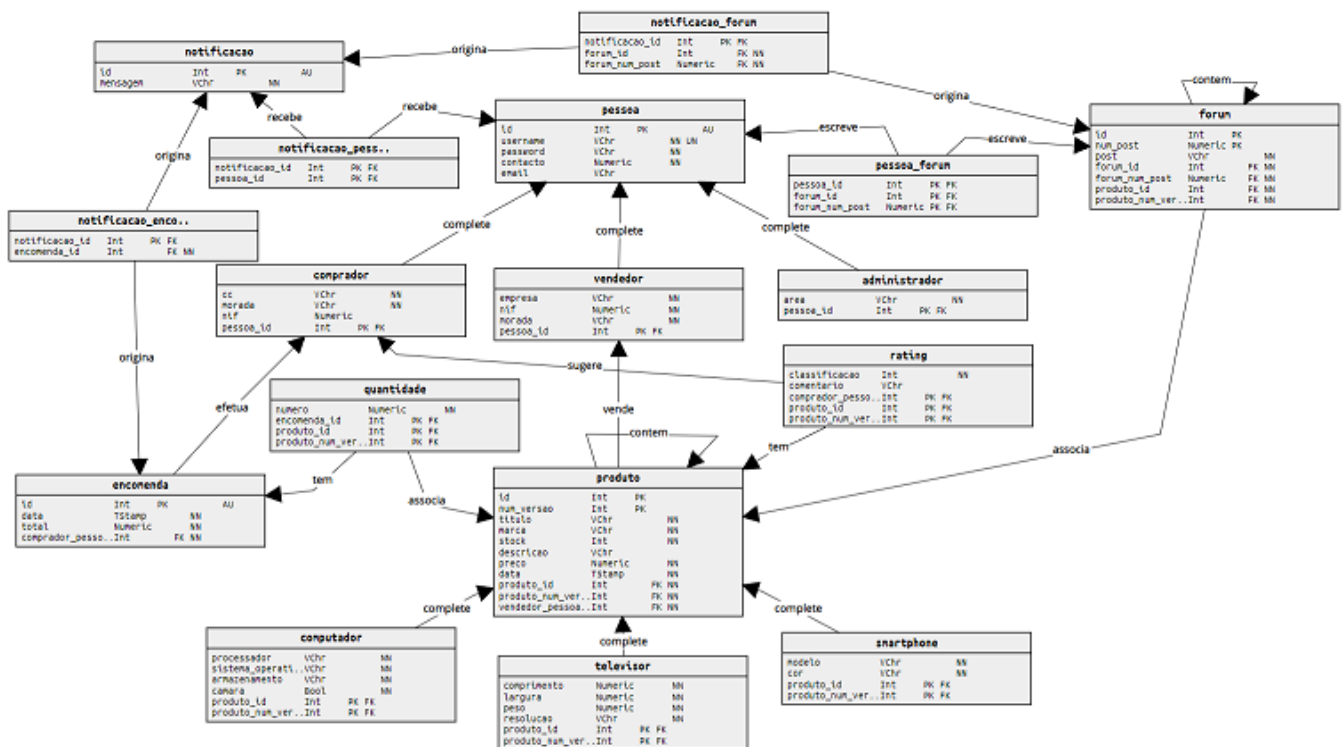 notificacao_forum
notificacao_id Int PK FK
forum_id Int FK NN
forum_num_post Numeric FK NN
notificacao
id Int PK AU
mensagem VChr NN
origina
origina
contem
forum
id Int PK
num_post Numeric PK
post VChr NN
forum_id Int FK NN
forum_num_post Numeric FK NN
produto_id Int FK NN
produto_num_ver..Int FK NN
pessoa
id Int PK AU
username VChr NN UN
password VChr NN
contacto Numeric NN
email VChr
recebe
recebe
escreve
escreve
origina
notificacao_pess..
notificacao_id Int PK FK
pessoa_id Int PK FK
pessoa_forum
pessoa_id Int PK FK
forum_id Int PK FK
forum_num_post Numeric PK FK
notificacao_enco..
notificacao_id Int PK FK
encomenda_id Int FK NN
complete
complete
complete
comprador
cc VChr NN
morada VChr NN
nif Numeric
pessoa_id Int PK FK
vendedor
empresa VChr NN
nif Numeric NN
morada VChr NN
pessoa_id Int PK FK
administrador
area VChr NN
pessoa_id Int PK FK
origina
sugere
rating
classificacao Int NN
comentario VChr
comprador_pesso..Int PK FK
produto_id Int PK FK
produto_num_ver..Int PK FK
quantidade
numero Numeric NN
encomenda_id Int PK FK
produto_id Int PK FK
produto_num_ver..Int PK FK
efetua
vende
contem
tem
associa
encomenda
id Int PK AU
data TStamp NN
total Numeric NN
comprador_pesso..Int FK NN
tem
associa
produto
id Int PK
num_versao Int PK
titulo VChr NN
marca VChr NN
stock Int NN
descricao VChr
preco Numeric NN
data TStamp NN
produto_id Int FK NN
produto_num_ver..Int FK NN
vendedor_pessoa..Int FK NN
complete
complete
complete
computador
processador VChr NN
sistema_operati..VChr NN
armazenamento VChr NN
camara Bool NN
produto_id Int PK FK
produto_num_ver..Int PK FK
televisor
comprimento Numeric NN
largura Numeric NN
peso Numeric NN
resolucao VChr NN
produto_id Int PK FK
produto_num_ver..Int PK FK
smartphone
modelo VChr NN
cor VChr NN
produto_id Int PK FK
produto_num_ver..Int PK FK